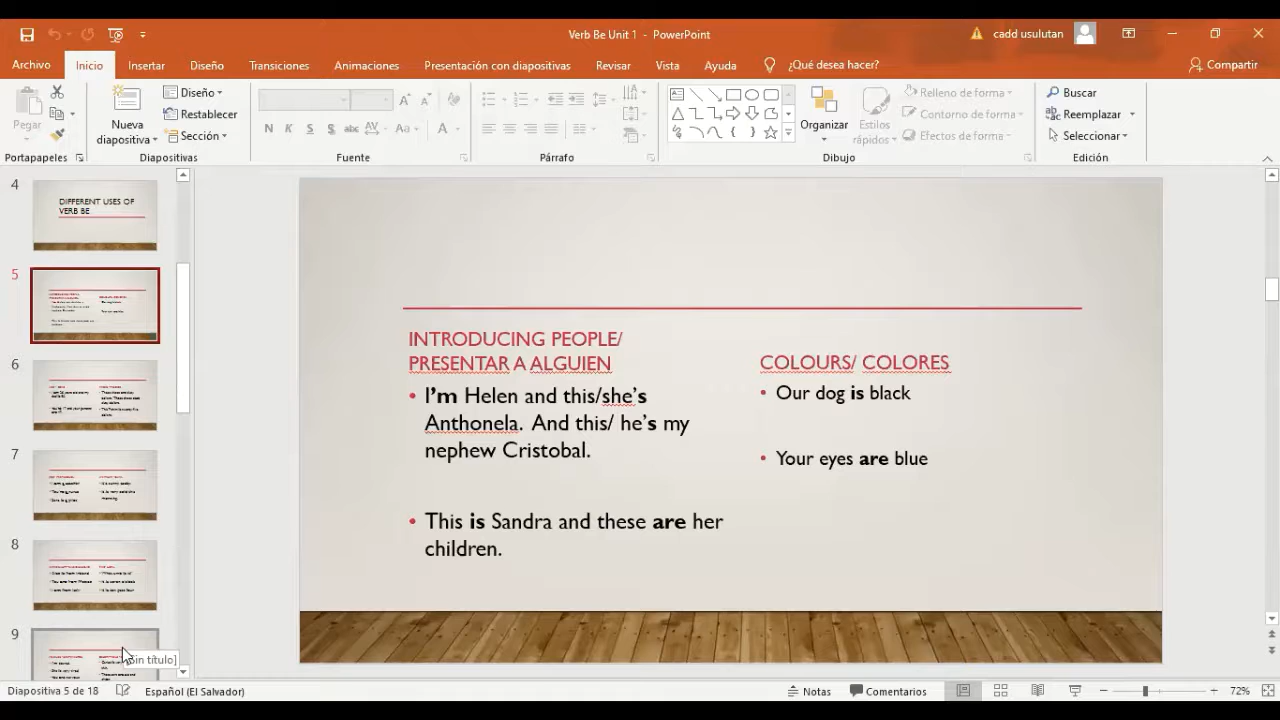 Verb Be Unit 1 - PowerPoint
cadd usulutan
Archivo Inicio Insertar Diseño Transiciones Animaciones Presentación con diapositivas Revisar Vista Ayuda ¿Qué desea hacer? Compartir
Pegar
Nueva diapositiva
Diseño
Restablecer
Sección
N K S S abc AV Aa A
Organizar
Estilos rápidos
Relleno de forma
Contorno de forma
Efectos de forma
Buscar
Reemplazar
Seleccionar
Portapapeles Diapositivas Fuente Párrafo Dibujo Edición
4
DIFFERENT USES OF
VERB BE
5
6
7
8
9
in título]
INTRODUCING PEOPLE/
PRESENTAR A ALGUIEN
• I'm Helen and this/she's
Anthonela. And this/ he's my
nephew Cristobal.
• This is Sandra and these are her
children.
COLOURS/ COLORES
• Our dog is black
• Your eyes are blue
Diapositiva 5 de 18 Español (El Salvador) Notas Comentarios 72%